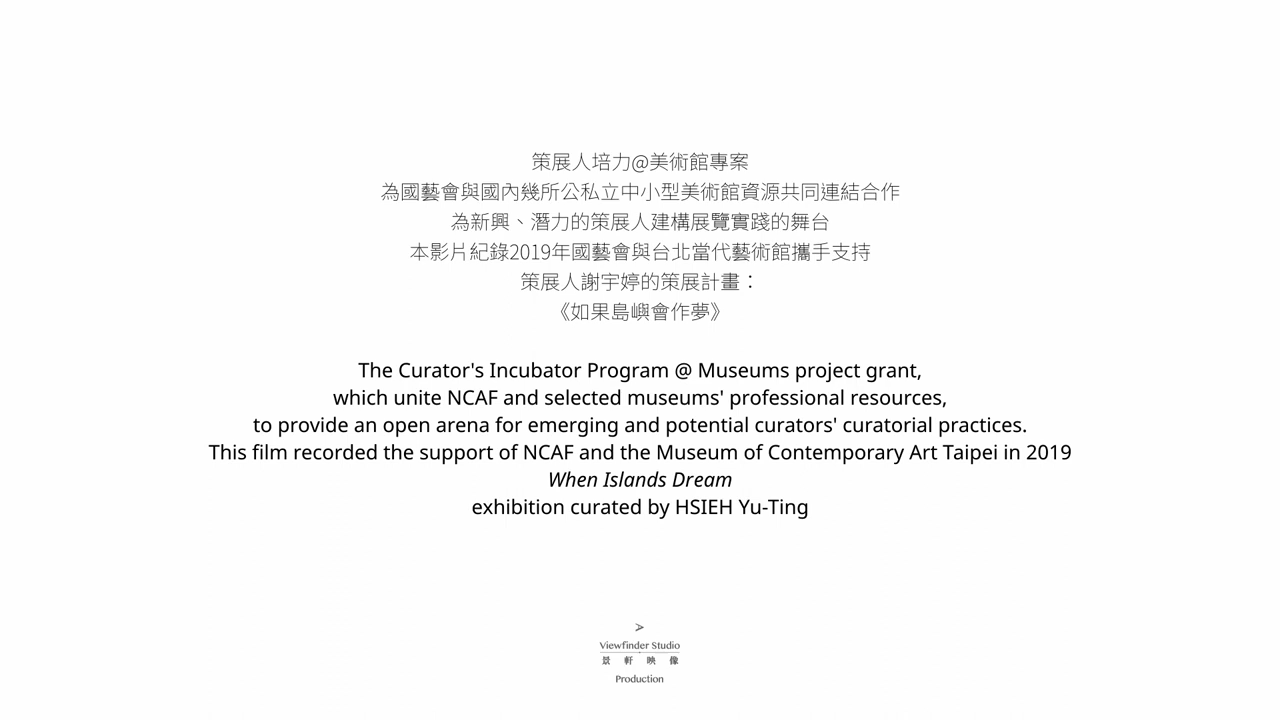 策展人培力@美術館專案
為國藝會與國內幾所公私立中小型美術館資源共同連結合作
為新興、潛力的策展人建構展覽實踐的舞台
本影片紀錄2019年國藝會與台北當代藝術館攜手支持
策展人謝宇婷的策展計畫：
《如果島嶼會作夢》
The Curator's Incubator Program @ Museums project grant,
which unite NCAF and selected museums' professional resources,
to provide an open arena for emerging and potential curators' curatorial practices.
This film recorded the support of NCAF and the Museum of Contemporary Art Taipei in 2019
When Islands Dream
exhibition curated by HSIEH Yu-Ting
Viewfinder Studio
景軒映像
Production